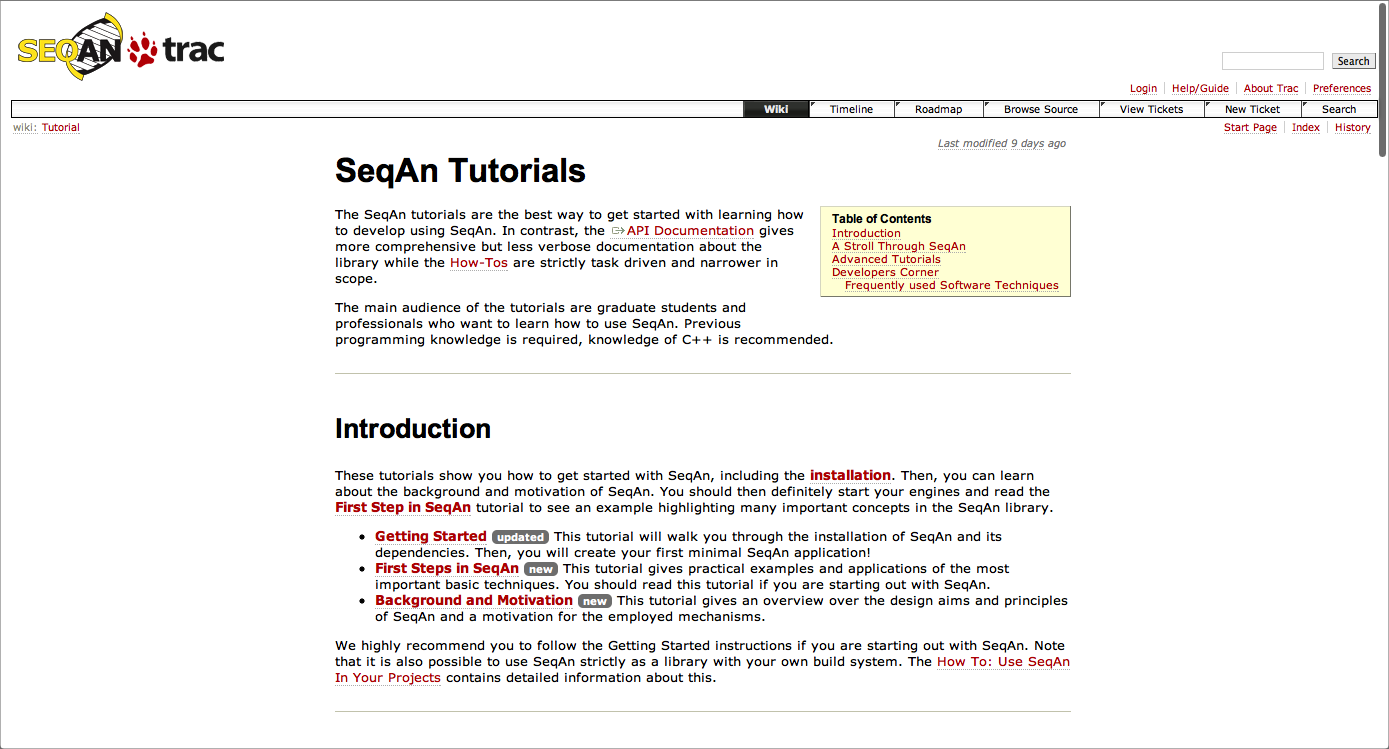 SEQAN trac
Search
Login Help/Guide About Trac Preferences
Wiki Timeline Roadmap Browse Source View Tickets New Ticket Search
wiki: Tutorial
Start Page Index History
Last modified 9 days ago
SeqAn Tutorials
The SeqAn tutorials are the best way to get started with learning how
to develop using SeqAn. In contrast, the API Documentation gives
more comprehensive but less verbose documentation about the
library while the How-Tos are strictly task driven and narrower in
scope.
Table of Contents
Introduction
A Stroll Through SeqAn
Advanced Tutorials
Developers Corner
Frequently used Software Techniques
The main audience of the tutorials are graduate students and
professionals who want to learn how to use SeqAn. Previous
programming knowledge is required, knowledge of C++ is recommended.
Introduction
These tutorials show you how to get started with SeqAn, including the installation. Then, you can learn
about the background and motivation of SeqAn. You should then definitely start your engines and read the
First Step in SeqAn tutorial to see an example highlighting many important concepts in the SeqAn library.
• Getting Started updated This tutorial will walk you through the installation of SeqAn and its
dependencies. Then, you will create your first minimal SeqAn application!
• First Steps in SeqAn new This tutorial gives practical examples and applications of the most
important basic techniques. You should read this tutorial if you are starting out with SeqAn.
• Background and Motivation new This tutorial gives an overview over the design aims and principles
of SeqAn and a motivation for the employed mechanisms.
We highly recommend you to follow the Getting Started instructions if you are starting out with SeqAn. Note
that it is also possible to use SeqAn strictly as a library with your own build system. The How To: Use SeqAn
In Your Projects contains detailed information about this.